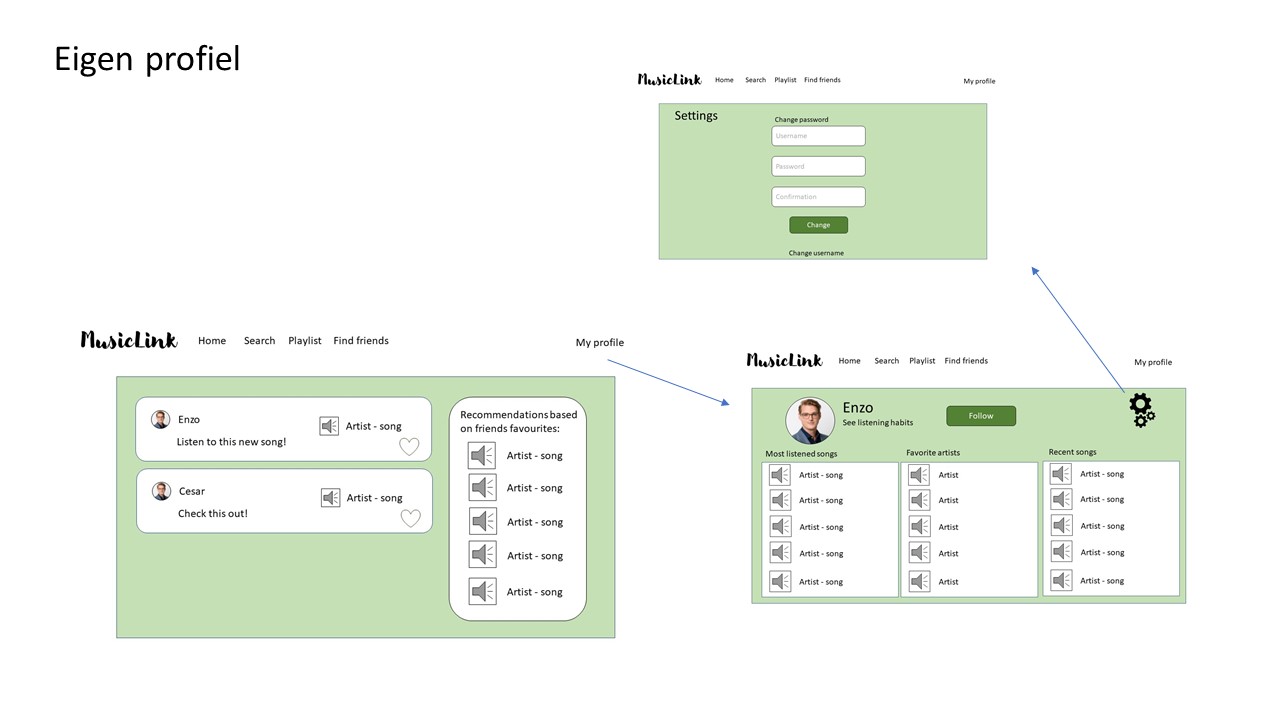 Eigen profiel
MusicLink Home Search Playlist Find friends My profile
Settings
Change password
Username
Password
Confirmation
Change
Change username
MusicLink Home Search Playlist Find friends My profile
Enzo
Artist - song
Listen to this new song!
Cesar
Artist - song
Check this out!
Recommendations based
on friends favourites:
Artist - song
Artist - song
Artist - song
Artist - song
Artist - song
MusicLink Home Search Playlist Find friends My profile
Enzo
See listening habits
Follow
Most listened songs
Artist - song
Artist - song
Artist - song
Artist - song
Artist - song
Favorite artists
Artist
Artist
Artist
Artist
Artist
Recent songs
Artist - song
Artist - song
Artist - song
Artist - song
Artist - song